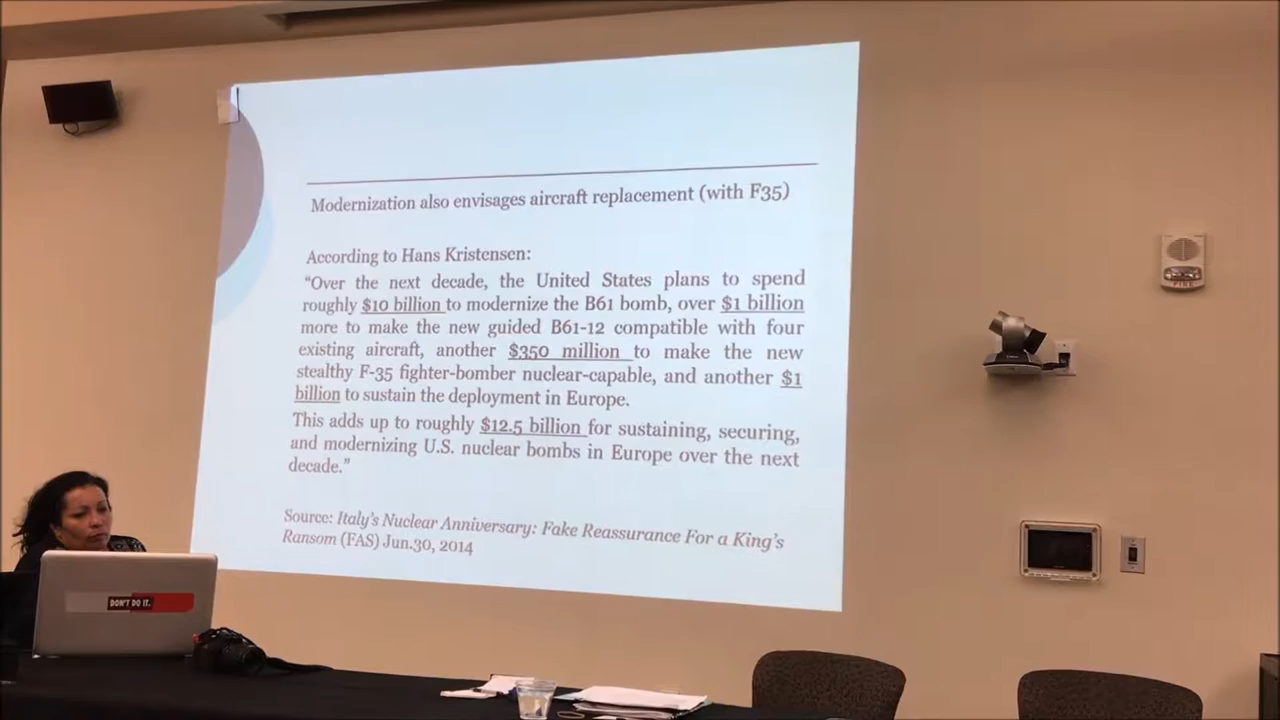 Modernization also envisages aircraft replacement (with F35)
According to Hans Kristensen:
“Over the next decade, the United States plans to spend
roughly $10 billion to modernize the B61 bomb, over $1 billion
more to make the new guided B61-12 compatible with four
existing aircraft, another $350 million to make the new
stealthy F-35 fighter-bomber nuclear-capable, and another $1
billion to sustain the deployment in Europe.
This adds up to roughly $12.5 billion for sustaining, securing,
and modernizing U.S. nuclear bombs in Europe over the next
decade.”
Source: Italy's Nuclear Anniversary: Fake Reassurance For a King's
Ransom (FAS) Jun.30, 2014
DON'T DO IT.
FIRE